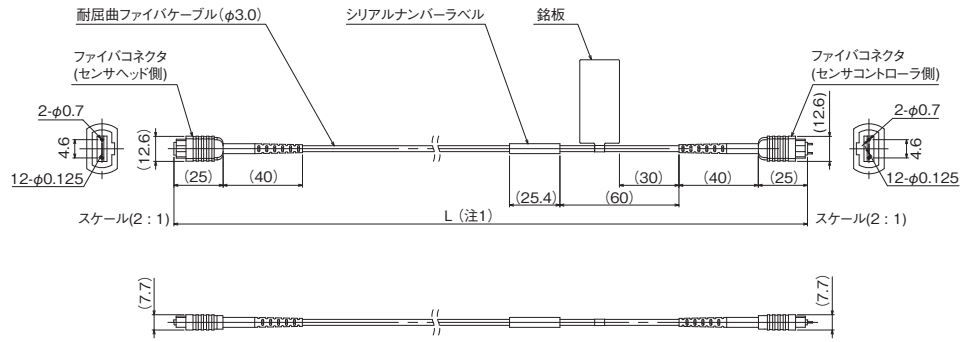 耐屈曲ファイバケーブル(φ3.0)
シリアルナンバーラベル
銘板
ファイバコネクタ
(センサヘッド側)
ファイバコネクタ
(センサコントローラ側)
2-φ0.7
4.6
12-φ0.125
(12.6)
(25)
(40)
(25.4)
(60)
(30)
(40)
(25)
(12.6)
2-φ0.7
4.6
12-φ0.125
スケール(2 : 1)
L (注1)
スケール(2 : 1)
(7.7)
(7.7)